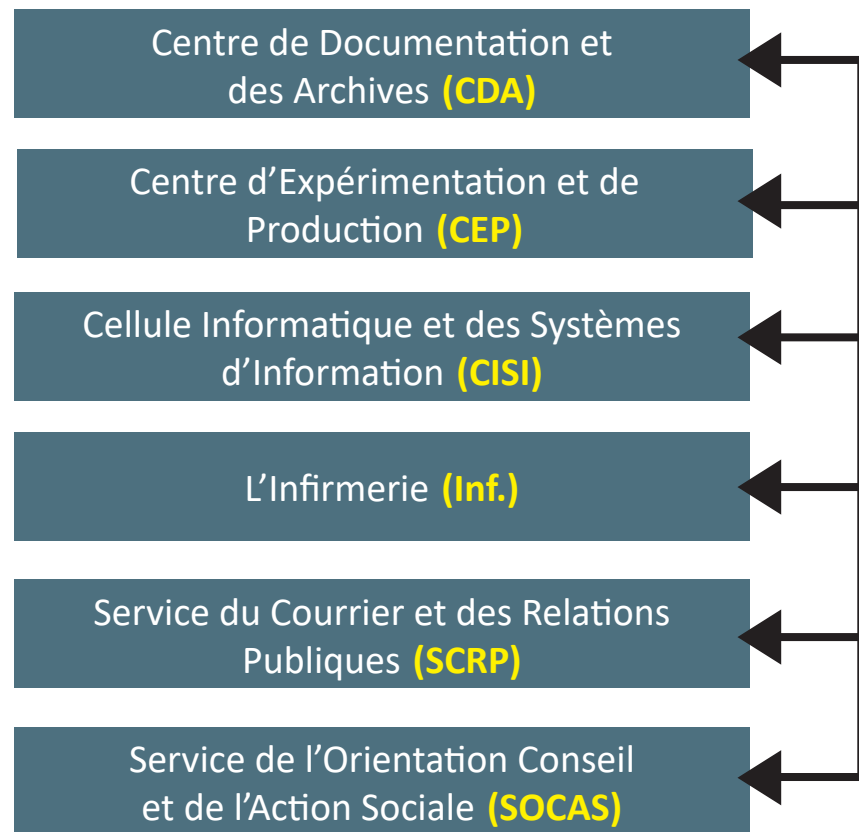 Centre de Documentation et
des Archives (CDA)
Centre d’Expérimentation et de
Production (CEP)
Cellule Informatique et des Systèmes
d’Information (CISI)
L’Infirmerie (Inf.)
Service du Courrier et des Relations
Publiques (SCRP)
Service de l’Orientation Conseil
et de l’Action Sociale (SOCAS)